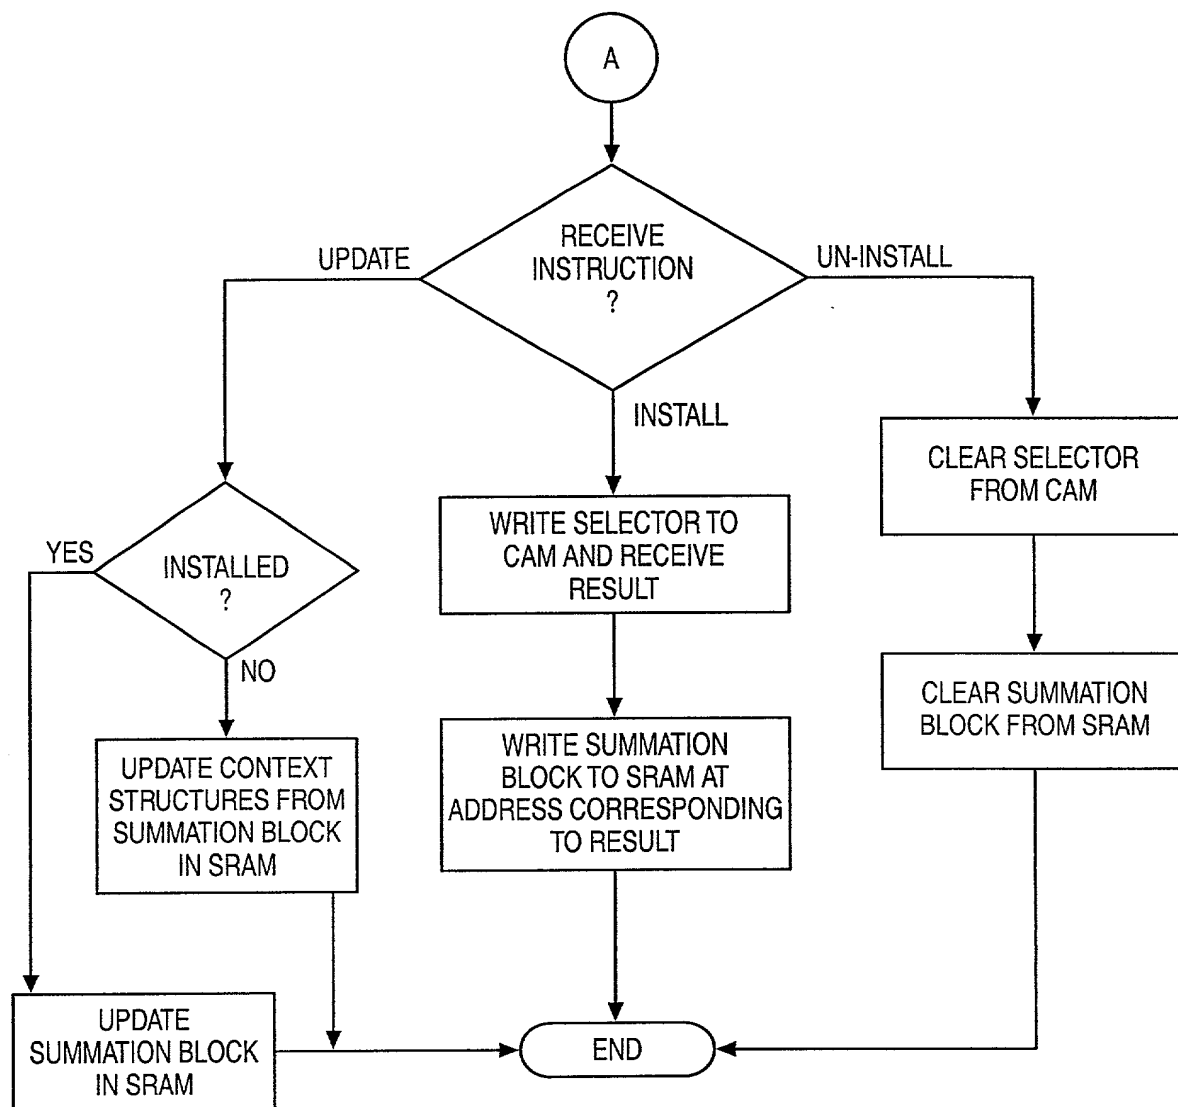 A
RECEIVE
INSTRUCTION
?
UPDATE
UN-INSTALL
INSTALL
CLEAR SELECTOR
FROM CAM
WRITE SELECTOR TO
CAM AND RECEIVE
RESULT
YES
INSTALLED
?
NO
CLEAR SUMMATION
BLOCK FROM SRAM
UPDATE CONTEXT
STRUCTURES FROM
SUMMATION BLOCK
IN SRAM
WRITE SUMMATION
BLOCK TO SRAM AT
ADDRESS CORRESPONDING
TO RESULT
UPDATE
SUMMATION BLOCK
IN SRAM
END